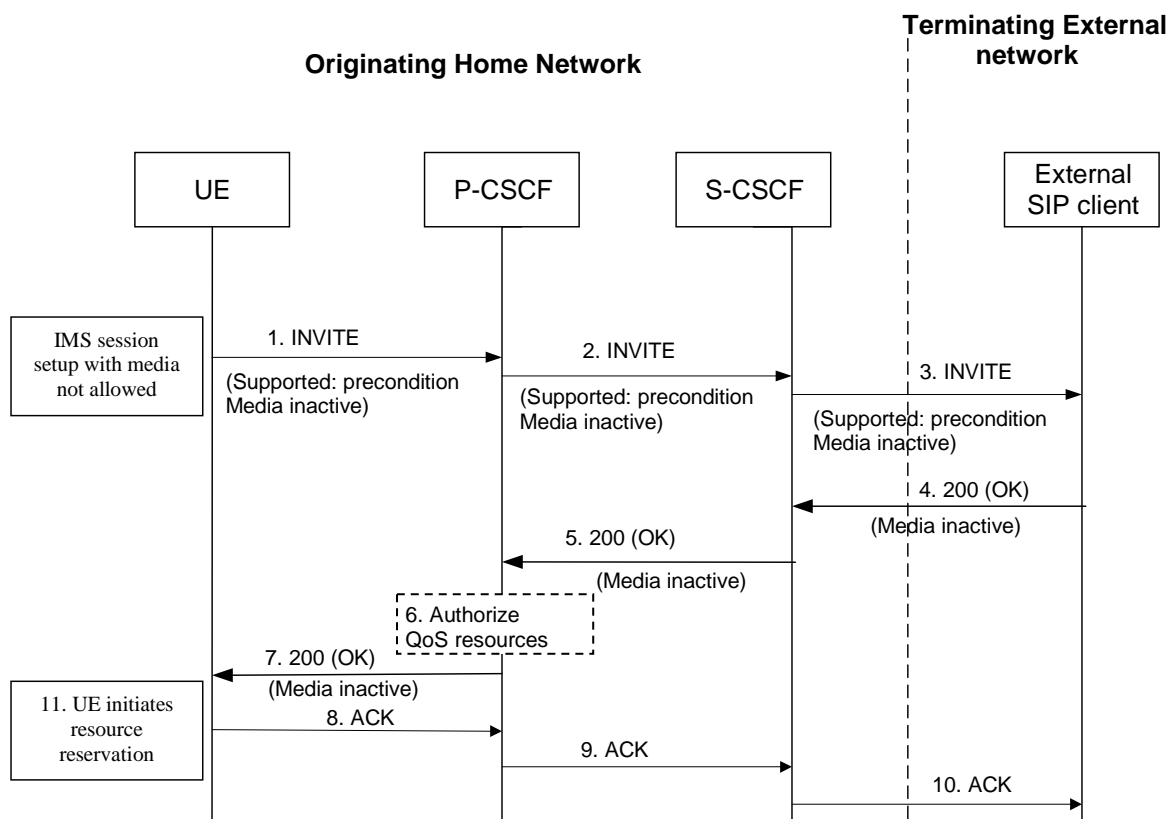 Originating Home Network
Terminating External
network
UE
P-CSCF
S-CSCF
External
SIP client
IMS session
setup with media
not allowed
1. INVITE
(Supported: precondition
Media inactive)
2. INVITE
(Supported: precondition
Media inactive)
3. INVITE
(Supported: precondition
Media inactive)
4. 200 (OK)
(Media inactive)
5. 200 (OK)
(Media inactive)
6. Authorize
QoS resources
7. 200 (OK)
(Media inactive)
11. UE initiates
resource
reservation
8. ACK
9. ACK
10. ACK